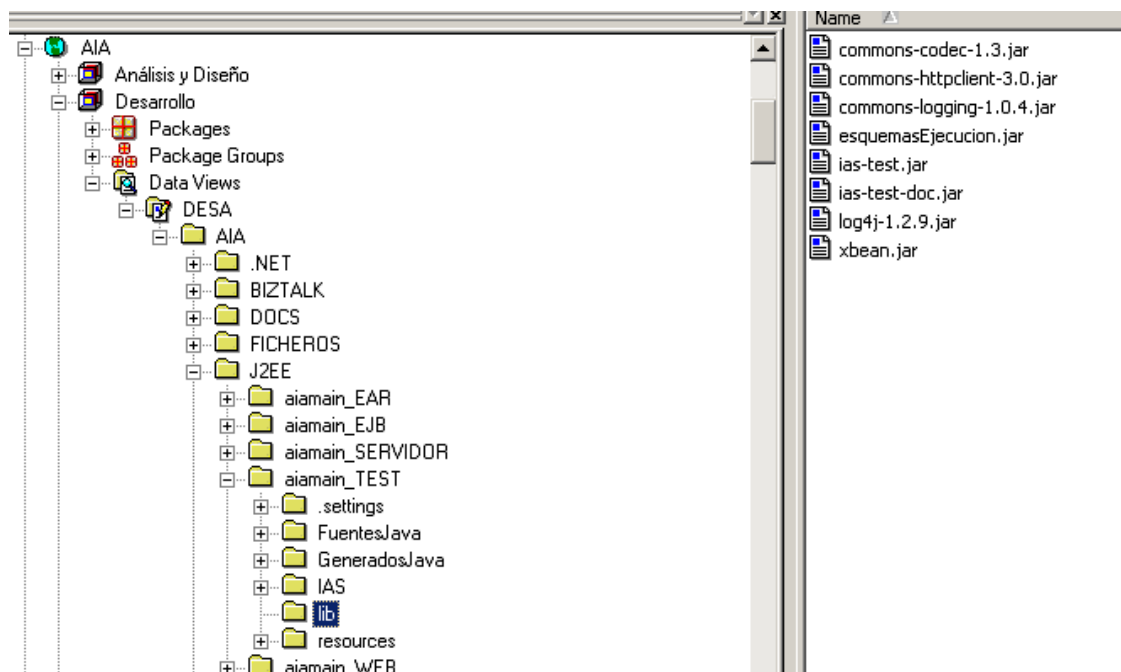 AIA
Análisis y Diseño
Desarrollo
Packages
Package Groups
Data Views
DESA
AIA
.NET
BIZTALK
DOCS
FICHEROS
J2EE
aiamain_EAR
aiamain_EJB
aiamain_SERVIDOR
aiamain_TEST
.settings
FuentesJava
GeneradosJava
IAS
lib
resources
aiamain_WEB
Name
commons-codec-1.3.jar
commons-httpclient-3.0.jar
commons-logging-1.0.4.jar
esquemasEjecucion.jar
ias-test.jar
ias-test-doc.jar
log4j-1.2.9.jar
xbean.jar